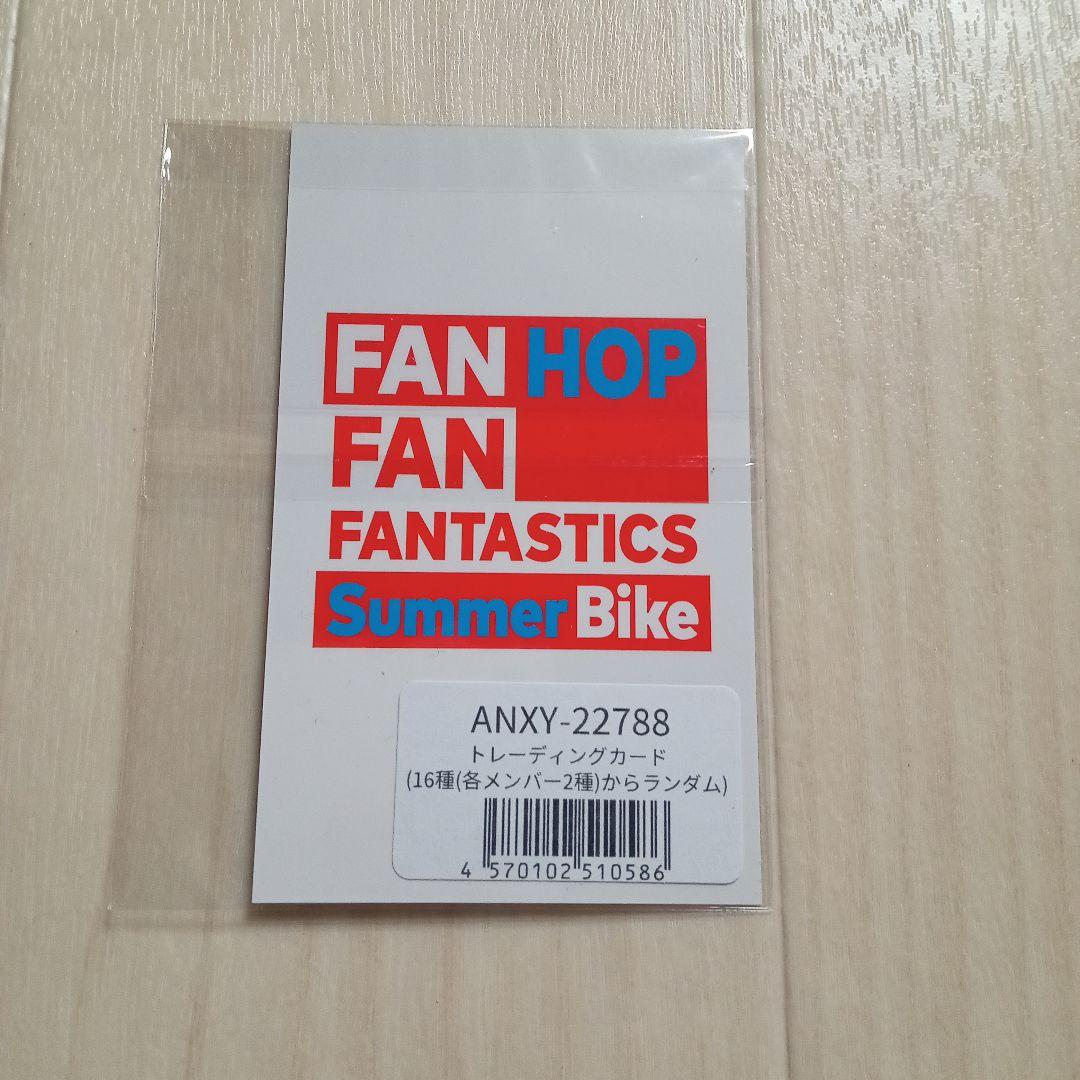 FAN HOP
FAN
FANTASTICS
Summer Bike
ANXY-22788
トレーディングカード
(16種(各メンバー2種)からランダム)
4 570102 510586